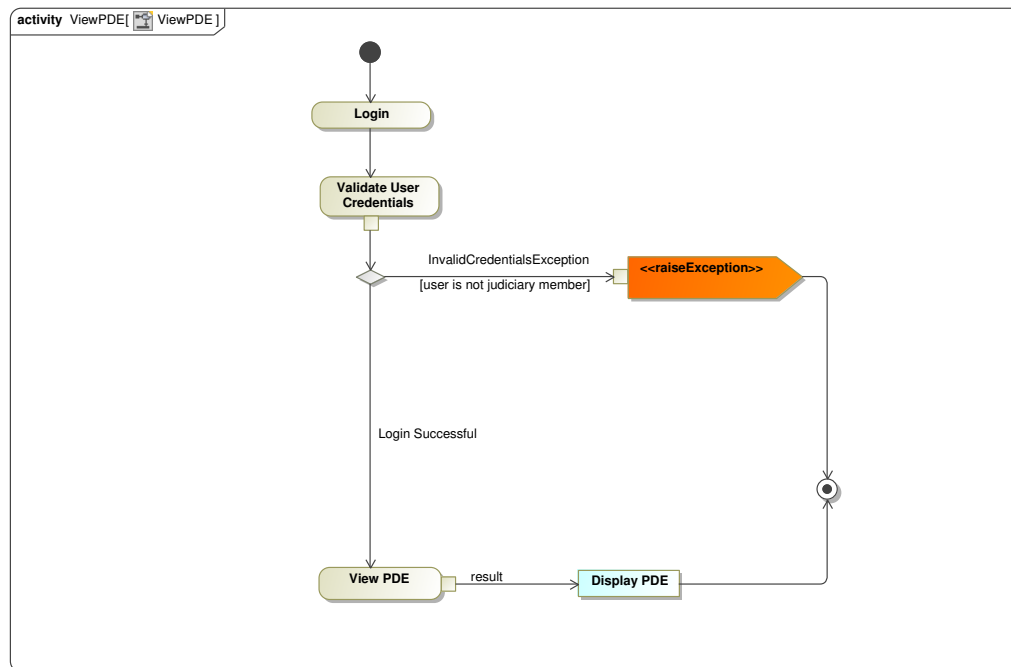 activity ViewPDE[ ViewPDE ]
Login
Validate User
Credentials
InvalidCredentialsException
[user is not judiciary member]
<<raiseException>>
Login Successful
View PDE
result
Display PDE